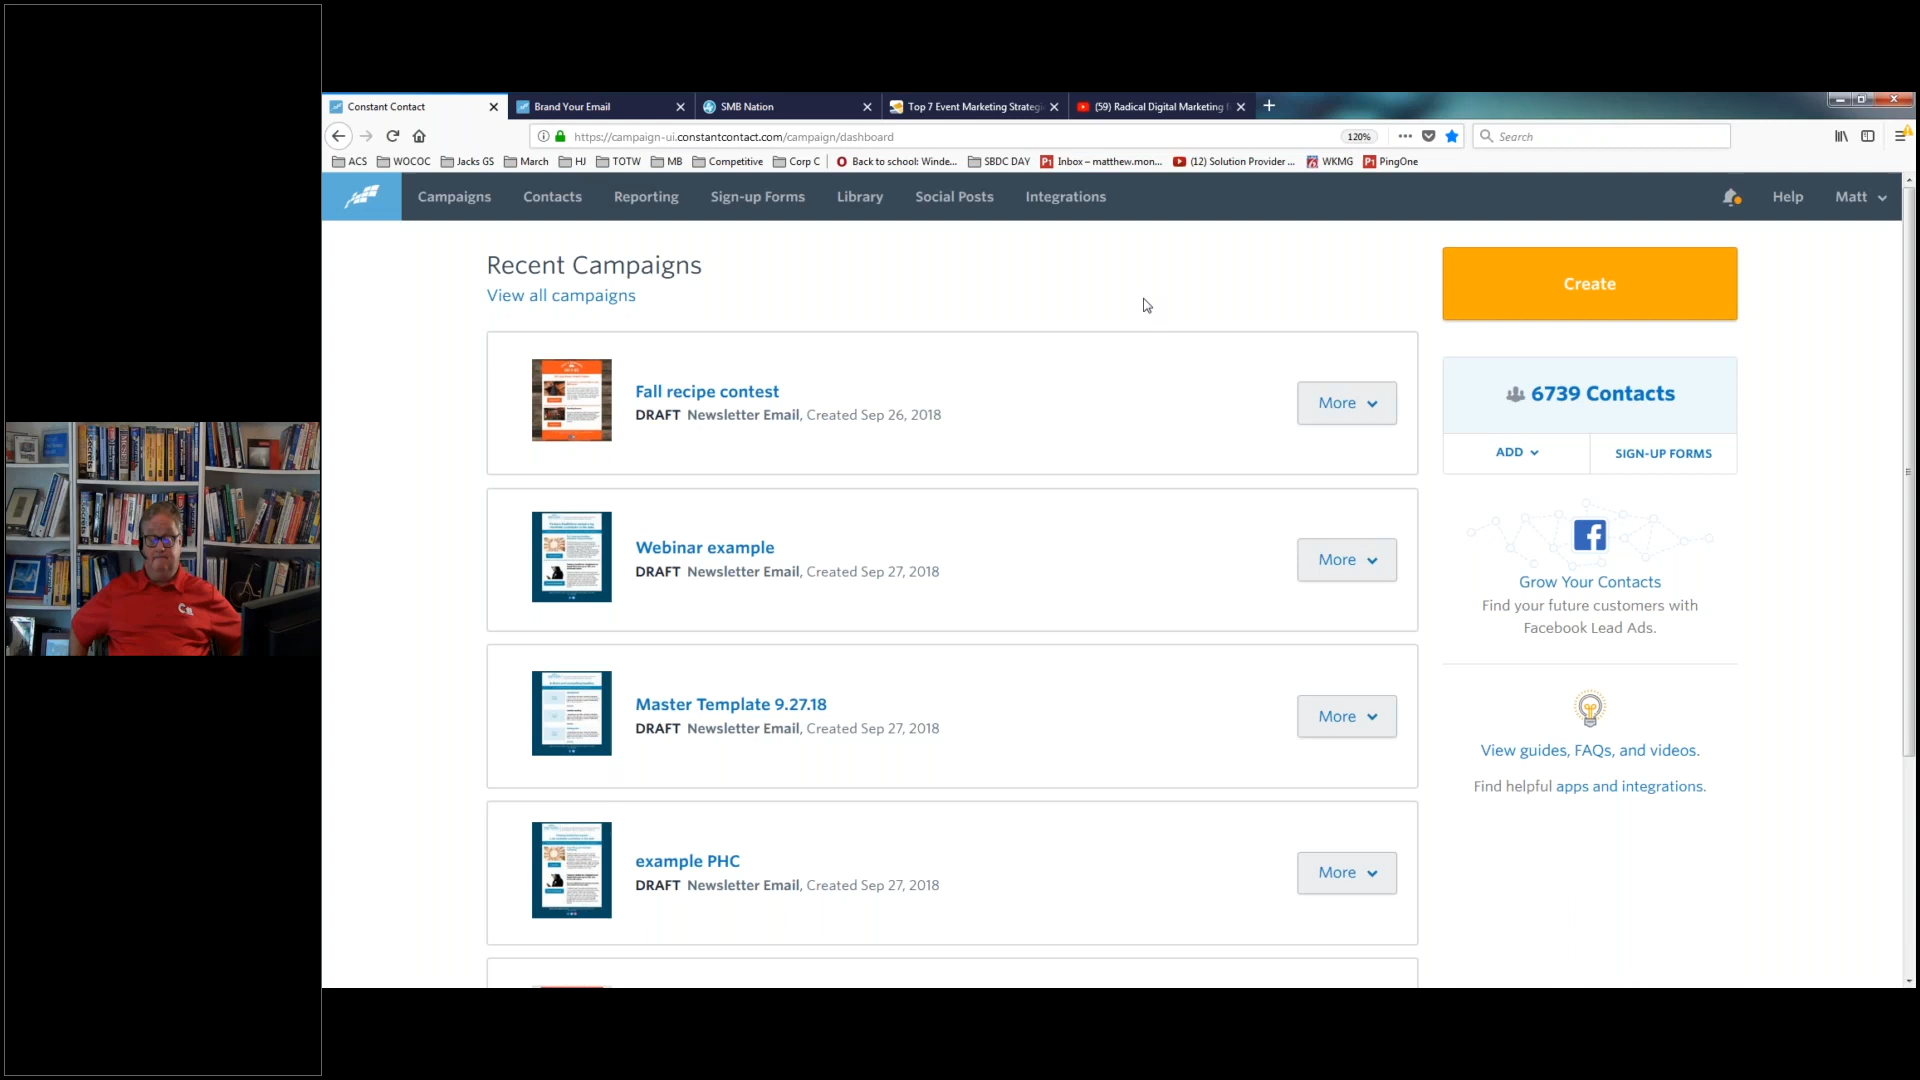 Constant Contact
Brand Your Email
SMB Nation
Top 7 Event Marketing Strategi
(59) Radical Digital Marketing
https://campaign-ui.constantcontact.com/campaign/dashboard
120%
Search
ACS
WOCOC
Jacks GS
March
HJ
TOTW
MB
Competitive
Corp C
Back to school: Winde...
SBDC DAY
Inbox – matthew.mon...
(12) Solution Provider ...
WKMG
PingOne
Campaigns
Contacts
Reporting
Sign-up Forms
Library
Social Posts
Integrations
Help
Matt
Recent Campaigns
View all campaigns
Create
Fall recipe contest
DRAFT Newsletter Email, Created Sep 26, 2018
More
Webinar example
DRAFT Newsletter Email, Created Sep 27, 2018
More
Master Template 9.27.18
DRAFT Newsletter Email, Created Sep 27, 2018
More
example PHC
DRAFT Newsletter Email, Created Sep 27, 2018
More
6739 Contacts
ADD
SIGN-UP FORMS
Grow Your Contacts
Find your future customers with
Facebook Lead Ads.
View guides, FAQs, and videos.
Find helpful apps and integrations.